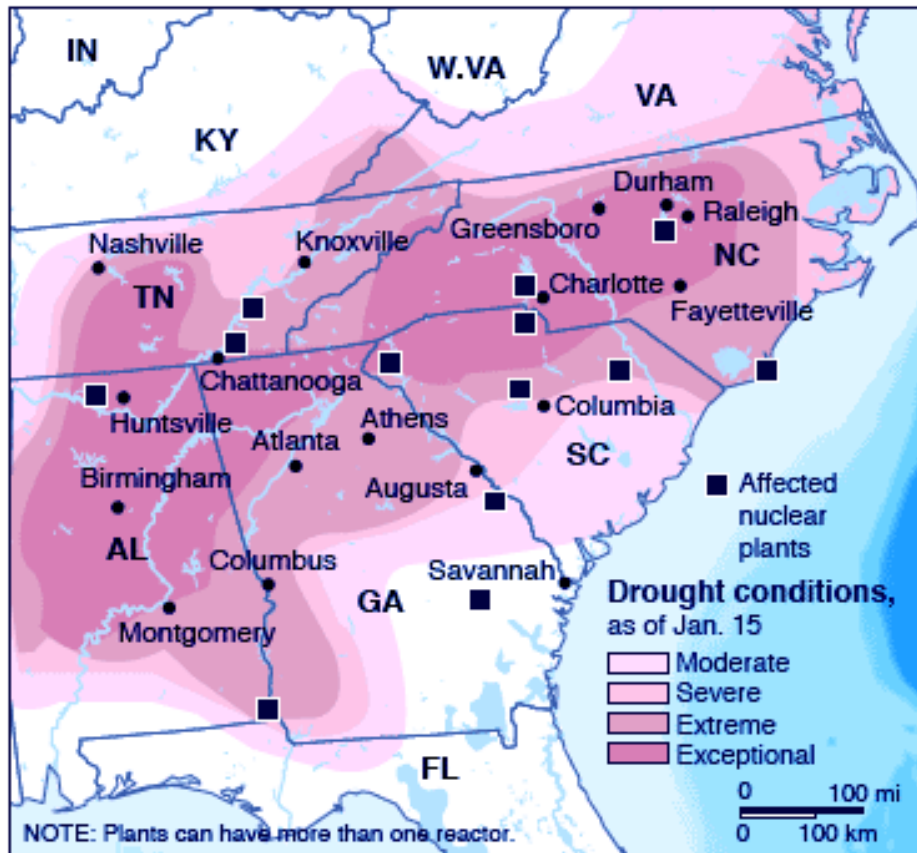 IN
W.VA
VA
KY
Durham
Greensboro
Raleigh
Nashville
Knoxville
NC
TN
Charlotte
Fayetteville
Chattanooga
Huntsville
Athens
Columbia
Atlanta
SC
Birmingham
Augusta
Affected
nuclear
plants
AL
Columbus
Savannah
GA
Drought conditions,
as of Jan. 15
Montgomery
Moderate
Severe
Extreme
Exceptional
FL
0 100 mi
0 100 km
NOTE: Plants can have more than one reactor.